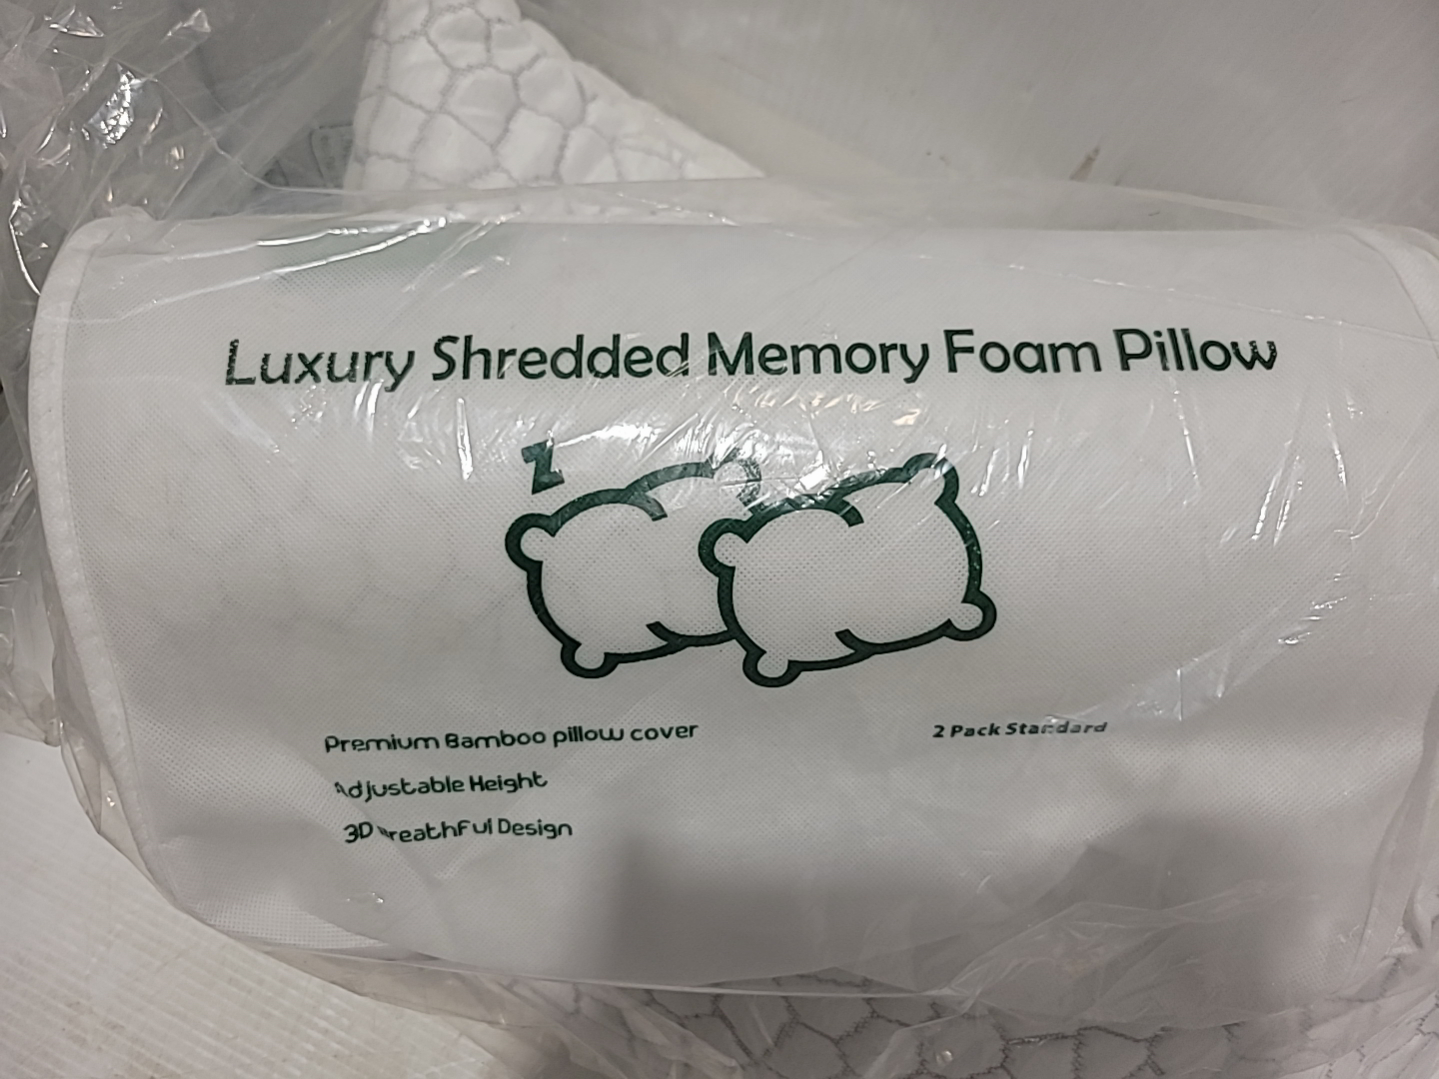 Luxury Shredded Memory Foam Pillow
Z
Premium Bamboo pillow cover
2 Pack Standard
Adjustable Height
3D BreathFul Design